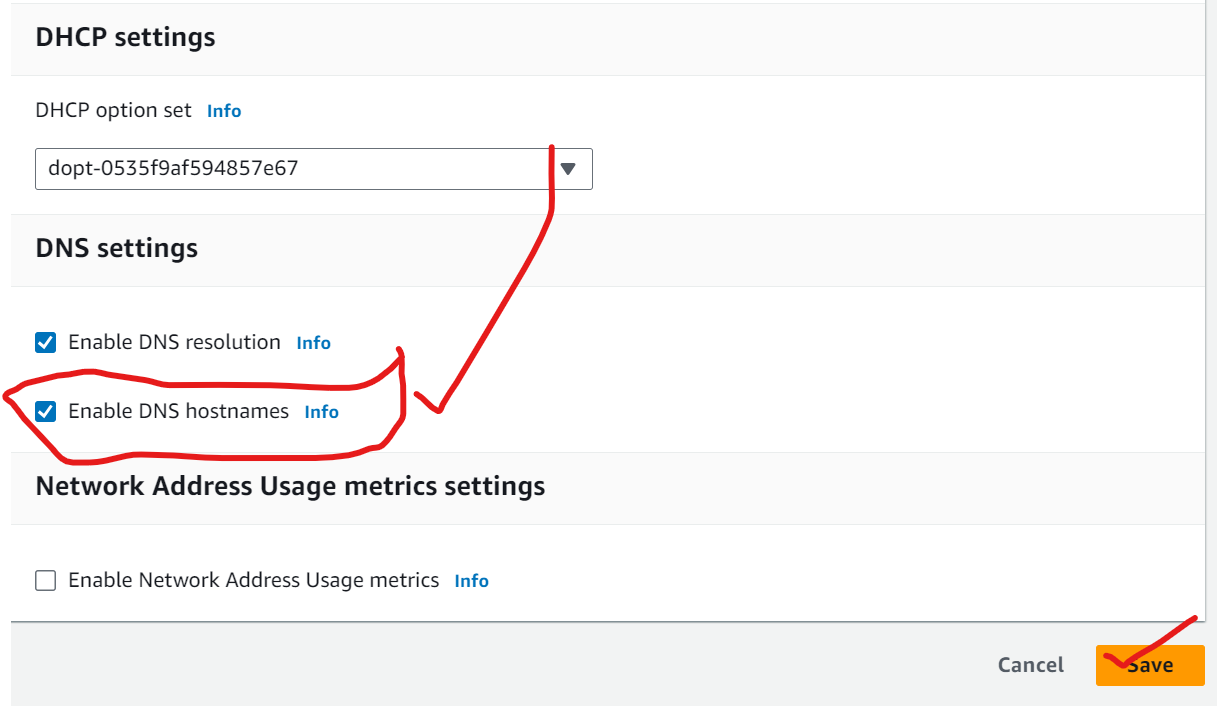 DHCP settings
DHCP option set Info
dopt-0535f9af594857e67
DNS settings
Enable DNS resolution Info
Enable DNS hostnames Info
Network Address Usage metrics settings
Enable Network Address Usage metrics Info
Cancel Save